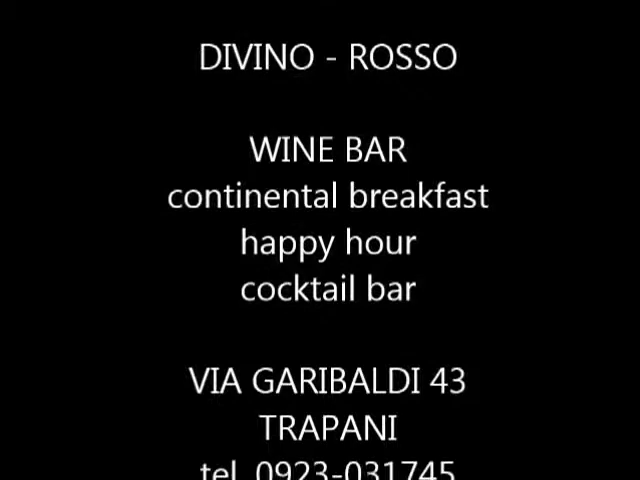 DIVINO - ROSSO
WINE BAR
continental breakfast
happy hour
cocktail bar
VIA GARIBALDI 43
TRAPANI
tel. 0923-031745